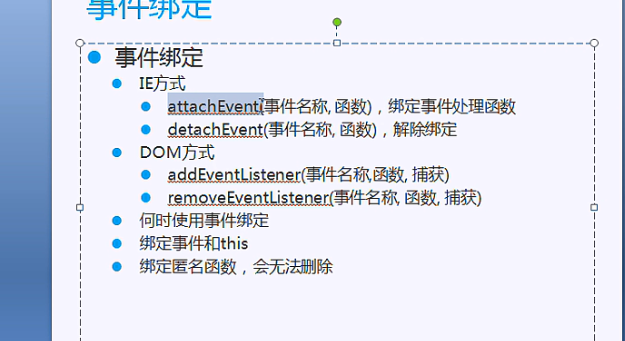 事件绑定
事件绑定
IE方式
attachEvent(事件名称, 函数)，绑定事件处理函数
detachEvent(事件名称, 函数)，解除绑定
DOM方式
addEventListener(事件名称,函数, 捕获)
removeEventListener(事件名称, 函数, 捕获)
何时使用事件绑定
绑定事件和this
绑定匿名函数，会无法删除